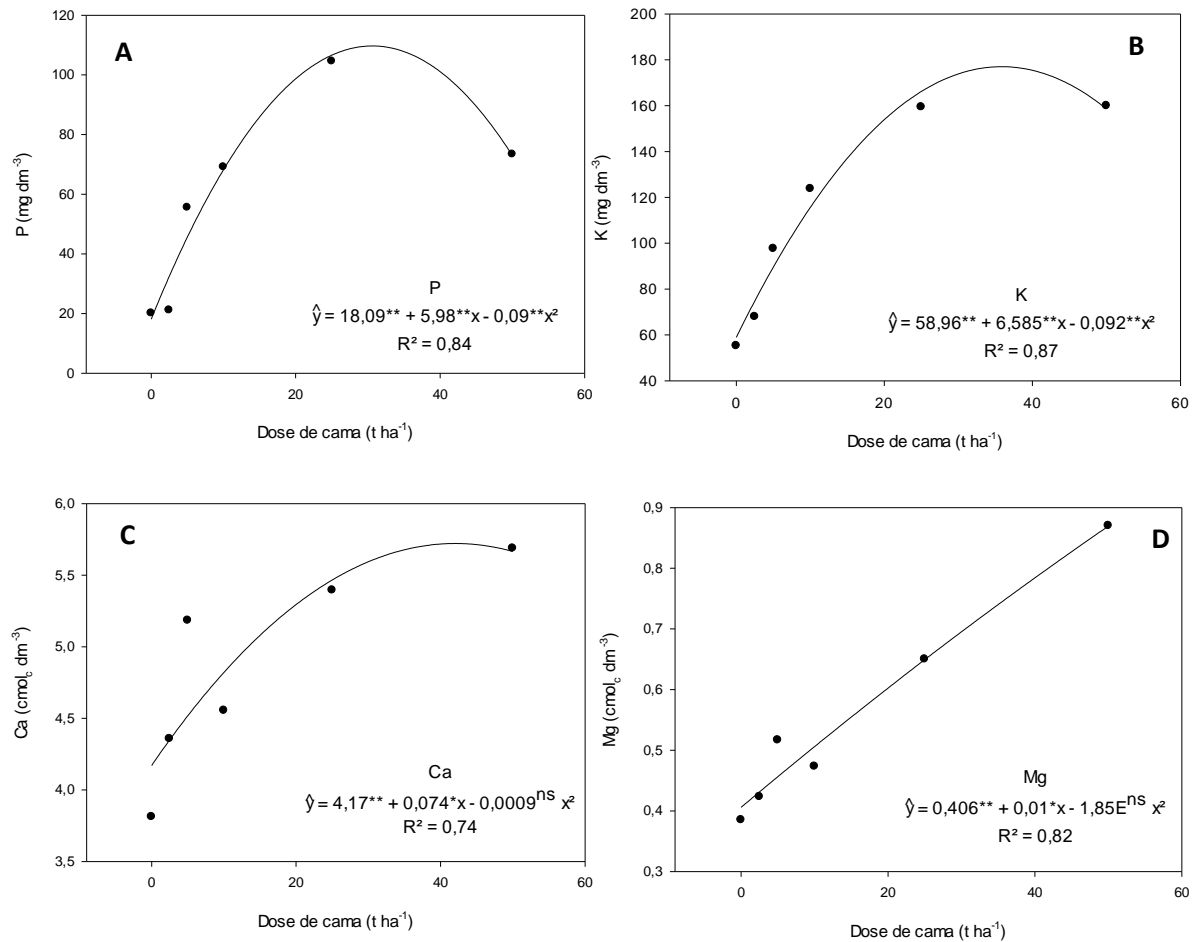 A
120
100
80
60
40
20
0
P (mg dm⁻³)
P
ŷ = 18,09** + 5,98**x - 0,09**x²
R² = 0,84
0 20 40 60
Dose de cama (t ha⁻¹)
B
200
180
160
140
120
100
80
60
40
K (mg dm⁻³)
K
ŷ = 58,96** + 6,585**x - 0,092**x²
R² = 0,87
0 20 40 60
Dose de cama (t ha⁻¹)
C
6,0
5,5
5,0
4,5
4,0
3,5
Ca (cmol_c dm⁻³)
Ca
ŷ = 4,17** + 0,074*x - 0,0009ⁿˢ x²
R² = 0,74
0 20 40 60
Dose de cama (t ha⁻¹)
D
0,9
0,8
0,7
0,6
0,5
0,4
0,3
Mg (cmol_c dm⁻³)
Mg
ŷ = 0,406** + 0,01*x - 1,85Eⁿˢ x²
R² = 0,82
0 20 40 60
Dose de cama (t ha⁻¹)